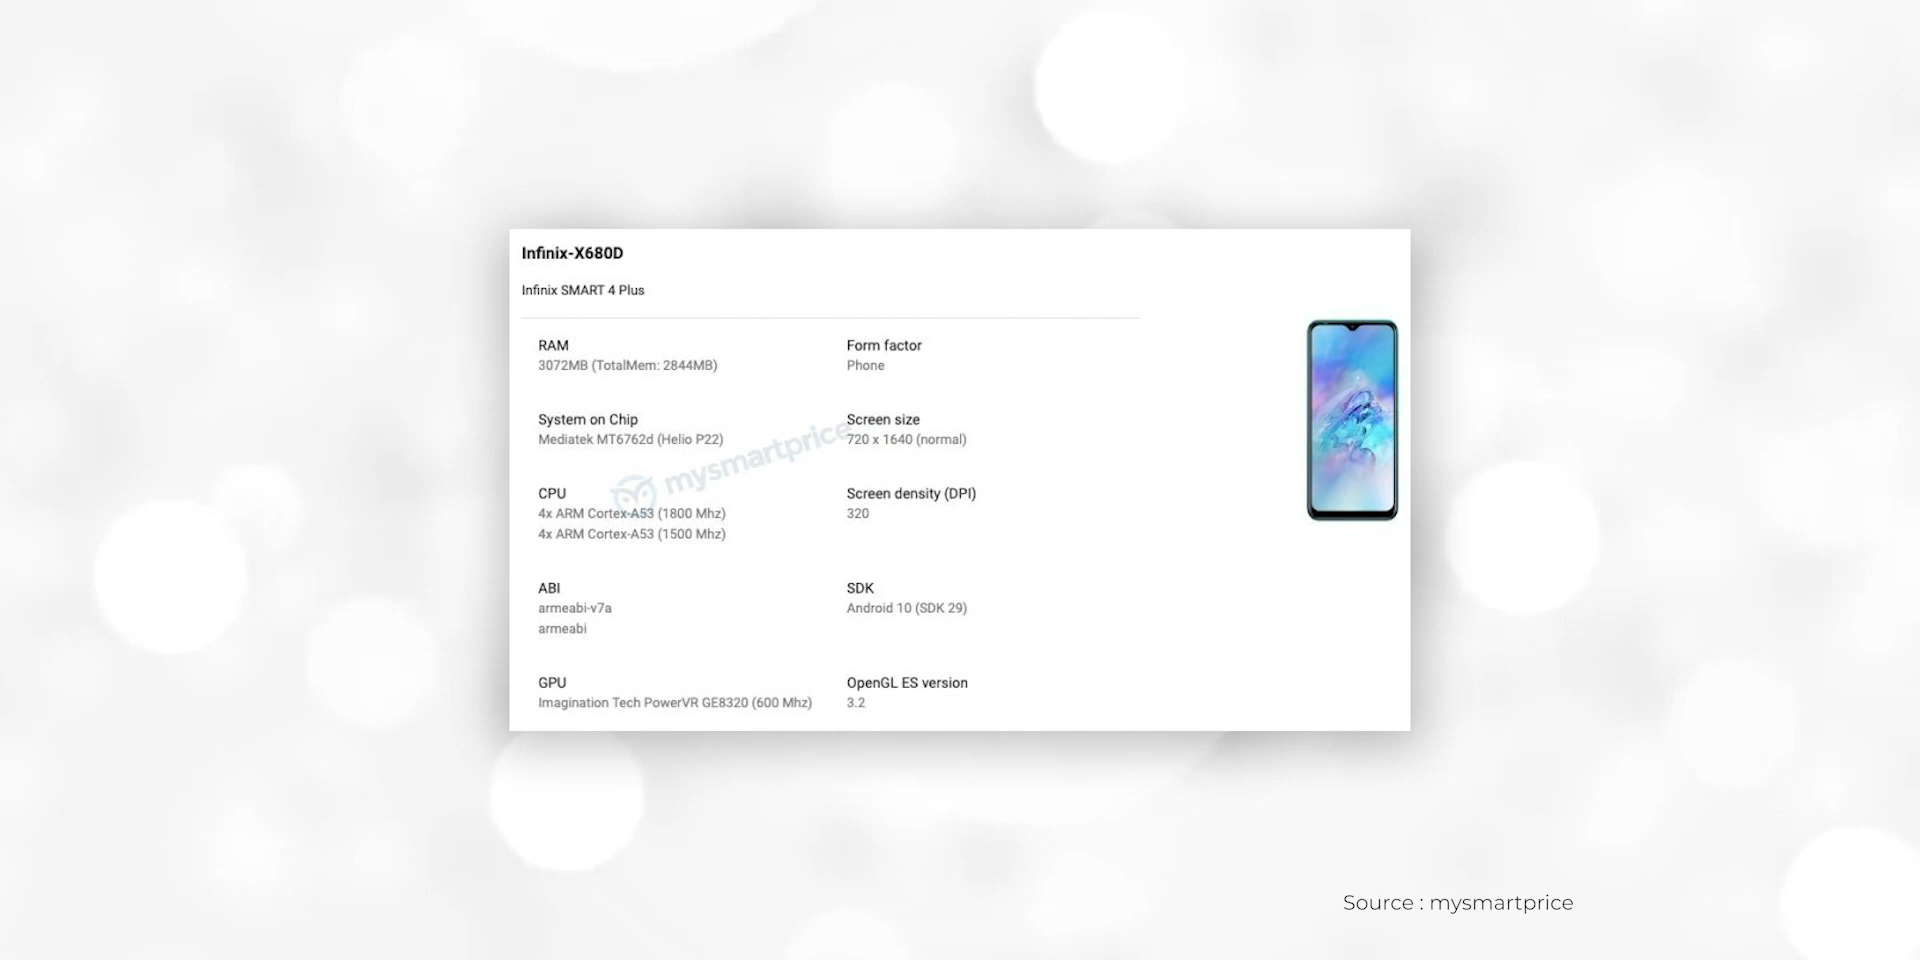 Infinix-X680D
Infinix SMART 4 Plus
RAM
3072MB (TotalMem: 2844MB)
Form factor
Phone
System on Chip
Mediatek MT6762d (Helio P22)
Screen size
720 x 1640 (normal)
mysmartprice
CPU
4x ARM Cortex-A53 (1800 Mhz)
4x ARM Cortex-A53 (1500 Mhz)
Screen density (DPI)
320
ABI
armeabi-v7a
armeabi
SDK
Android 10 (SDK 29)
GPU
Imagination Tech PowerVR GE8320 (600 Mhz)
OpenGL ES version
3.2
Source : mysmartprice